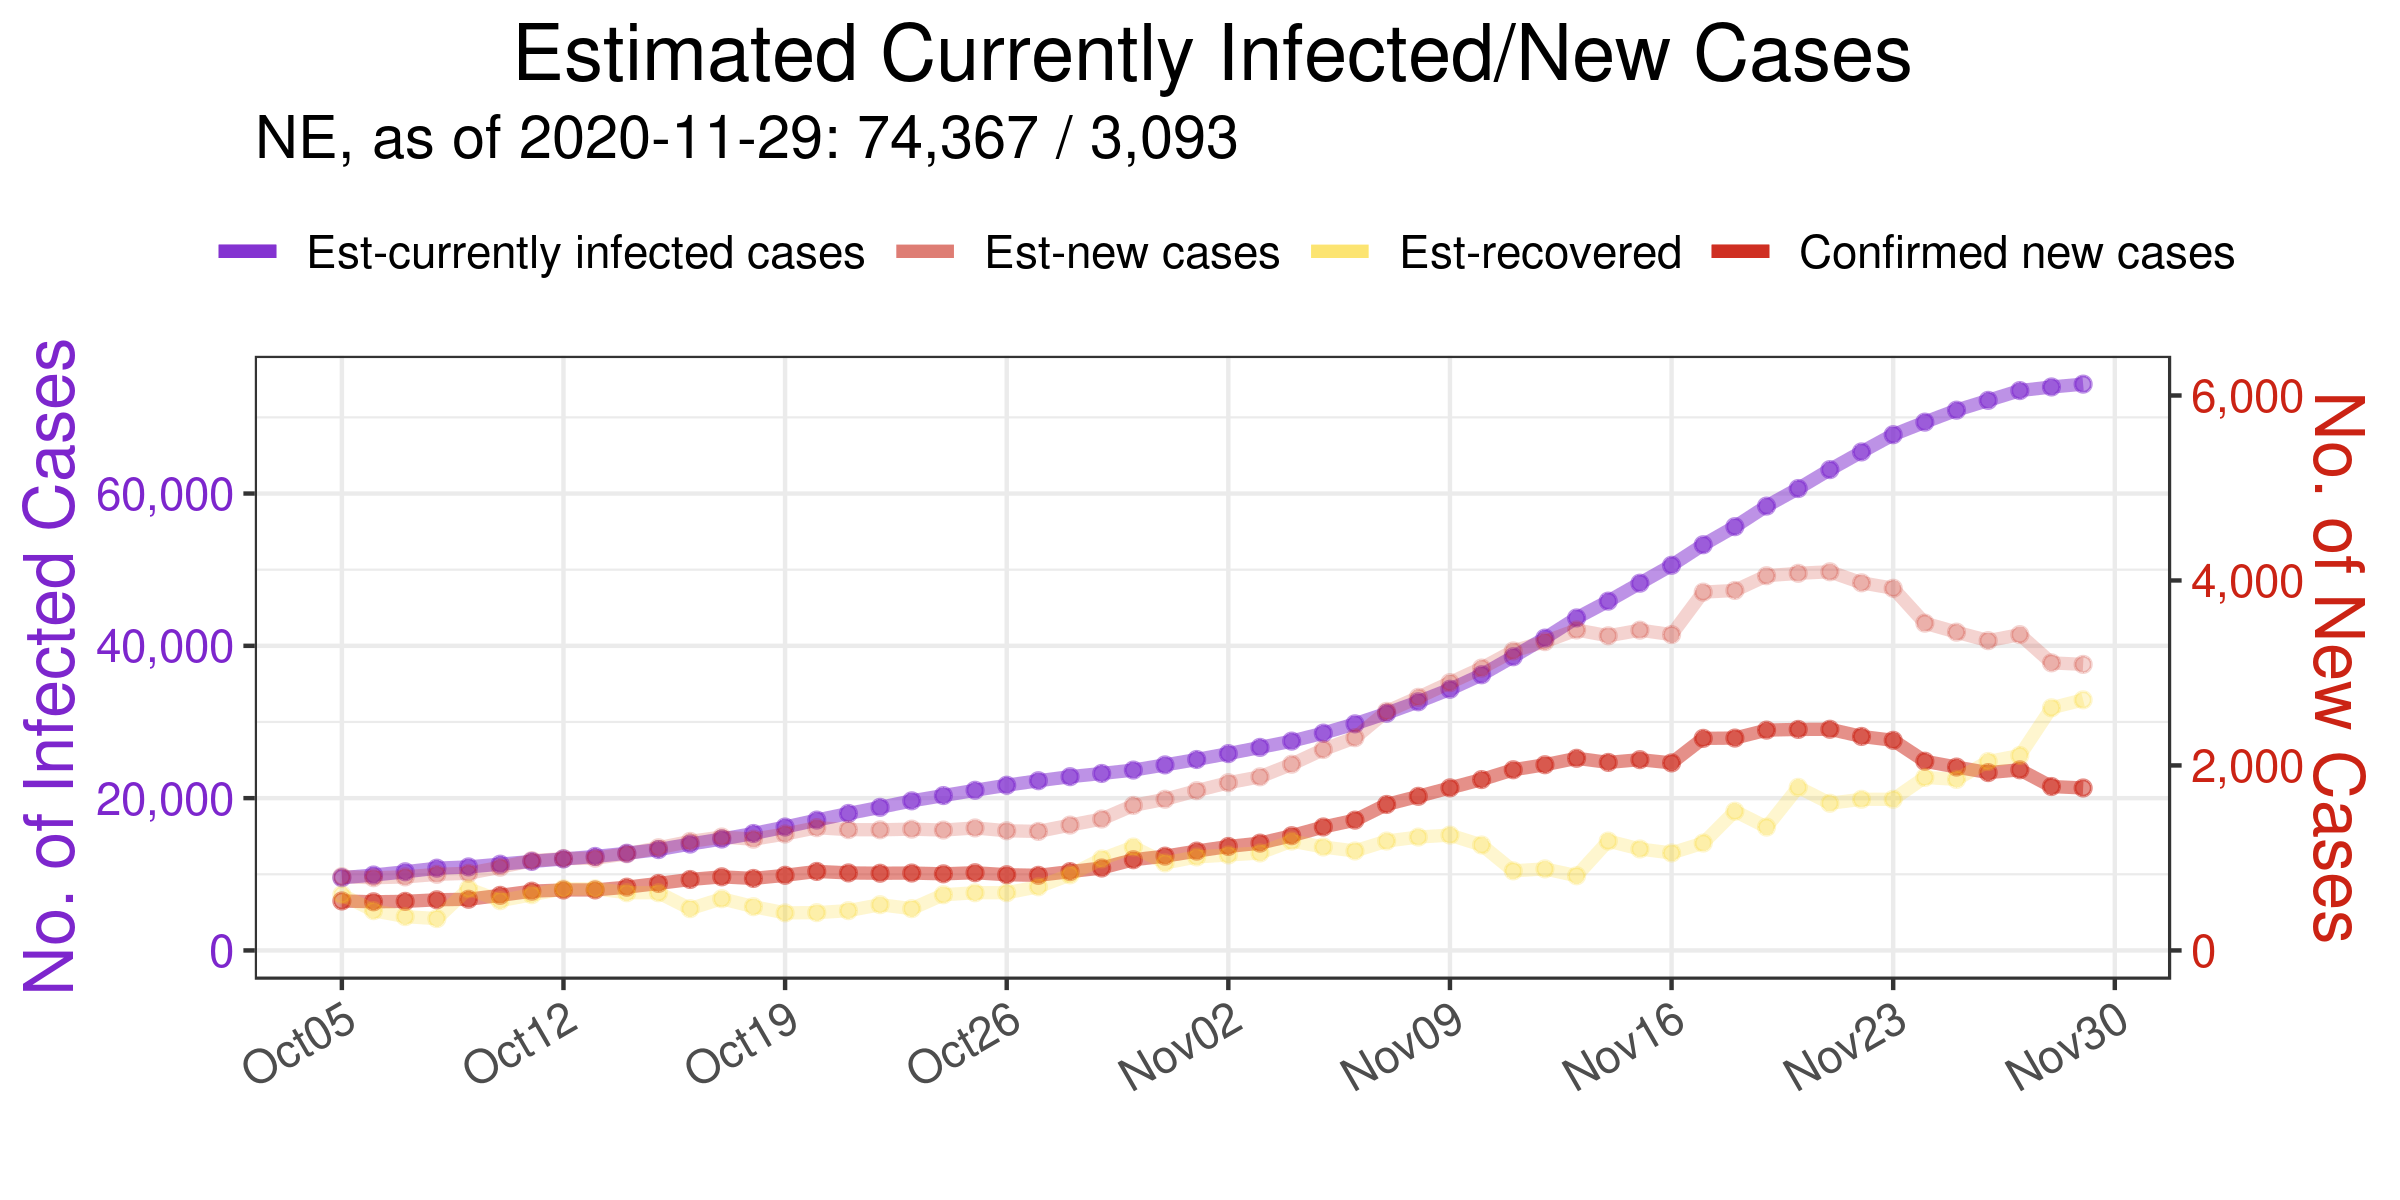 Estimated Currently Infected/New Cases
NE, as of 2020-11-29: 74,367 / 3,093
Est-currently infected cases Est-new cases Est-recovered Confirmed new cases
No. of Infected Cases
60,000
40,000
20,000
0
6,000
4,000
2,000
0
No. of New Cases
Oct05 Oct12 Oct19 Oct26 Nov02 Nov09 Nov16 Nov23 Nov30